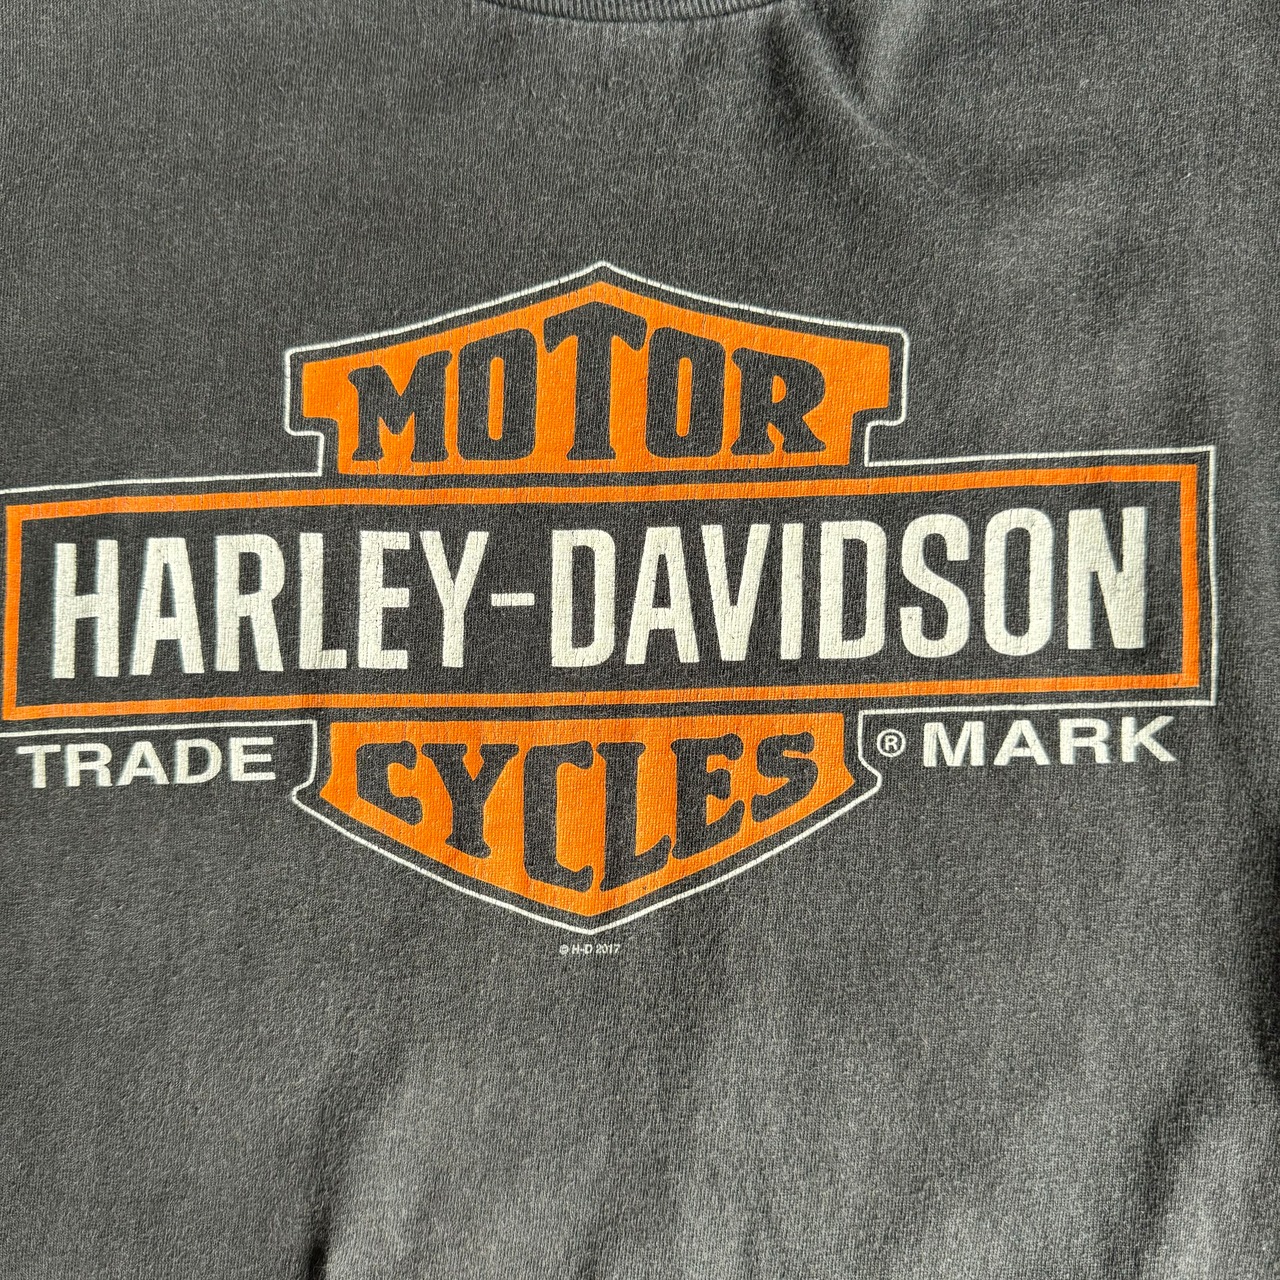 MOTOR
HARLEY-DAVIDSON
TRADE ® MARK
CYCLES
© H-D 2017